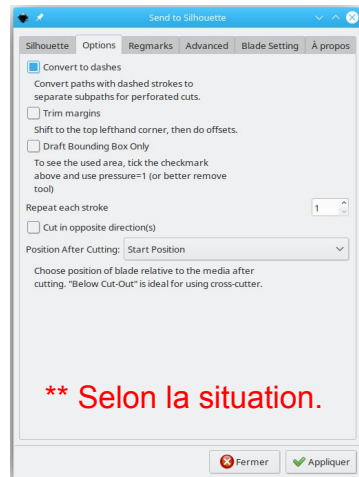 Send to Silhouette
Silhouette Options Regmarks Advanced Blade Setting À propos
Convert to dashes
Convert paths with dashed strokes to
separate subpaths for perforated cuts.
Trim margins
Shift to the top lefthand corner, then do offsets.
Draft Bounding Box Only
To see the used area, tick the checkmark
above and use pressure=1 (or better remove
tool)
Repeat each stroke 1
Cut in opposite direction(s)
Position After Cutting: Start Position
Choose position of blade relative to the media after
cutting. "Below Cut-Out" is ideal for using cross-cutter.
** Selon la situation.
Fermer Appliquer